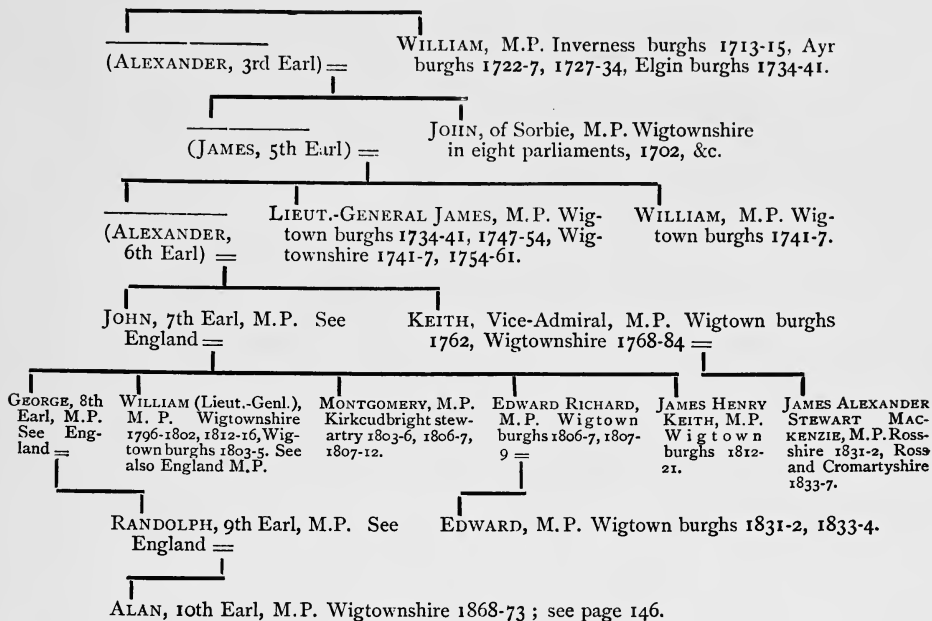 WILLIAM, M.P. Inverness burghs 1713-15, Ayr
burghs 1722-7, 1727-34, Elgin burghs 1734-41.
(ALEXANDER, 3rd Earl) =
JOHN, of Sorbie, M.P. Wigtownshire
in eight parliaments, 1702, &c.
(JAMES, 5th Earl) =
(ALEXANDER,
6th Earl) =
LIEUT.-GENERAL JAMES, M.P. Wig-
town burghs 1734-41, 1747-54, Wig-
townshire 1741-7, 1754-61.
WILLIAM, M.P. Wig-
town burghs 1741-7.
JOHN, 7th Earl, M.P. See
England =
KEITH, Vice-Admiral, M.P. Wigtown burghs
1762, Wigtownshire 1768-84 =
GEORGE, 8th
Earl, M.P.
See Eng-
land =
WILLIAM (Lieut.-Genl.),
M. P. Wigtownshire
1796-1802, 1812-16, Wig-
town burghs 1803-5. See
also England M.P.
MONTGOMERY, M.P.
Kirkcudbright stew-
artry 1803-6, 1806-7,
1807-12.
EDWARD RICHARD,
M. P. Wigtown
burghs 1806-7, 1807-
9 =
JAMES HENRY
KEITH, M.P.
Wigtown
burghs 1812-
21.
JAMES ALEXANDER
STEWART MAC-
KENZIE, M.P. Ross-
shire 1831-2, Ross
and Cromartyshire
1833-7.
RANDOLPH, 9th Earl, M.P. See
England =
EDWARD, M.P. Wigtown burghs 1831-2, 1833-4.
ALAN, 10th Earl, M.P. Wigtownshire 1868-73 ; see page 146.